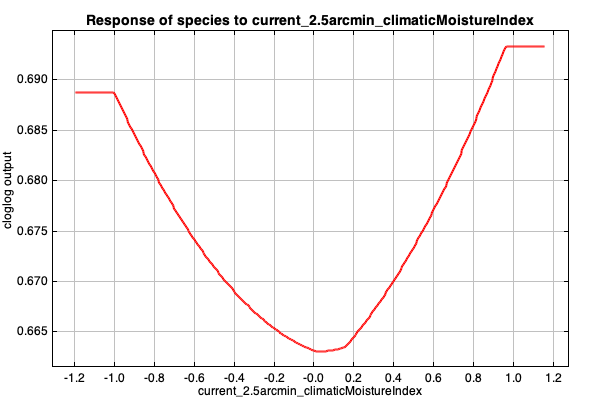 Response of species to current_2.5arcmin_climaticMoistureIndex
0.690
0.685
0.680
0.675
0.670
0.665
cloglog output
-1.2 -1.0 -0.8 -0.6 -0.4 -0.2 -0.0 0.2 0.4 0.6 0.8 1.0 1.2
current_2.5arcmin_climaticMoistureIndex